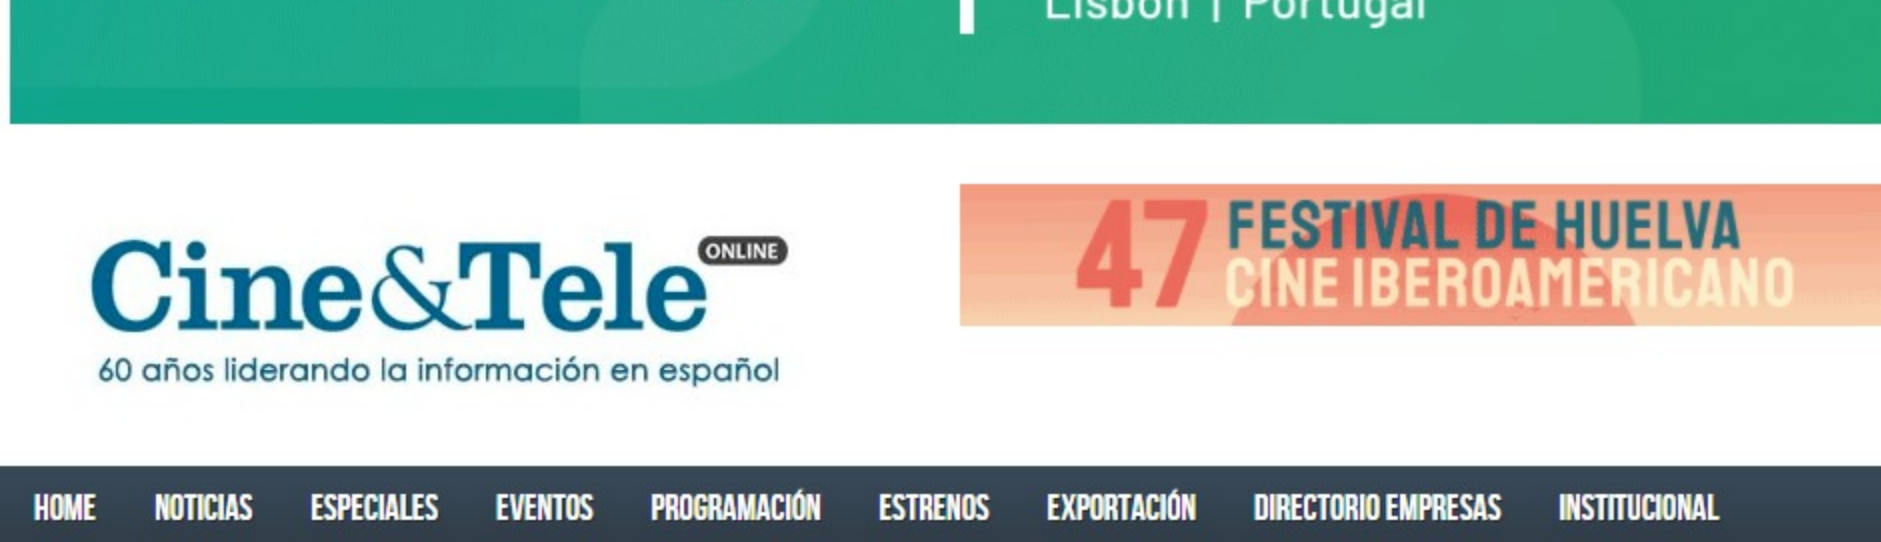 Lisbon | Portugal
47 FESTIVAL DE HUELVA
CINE IBEROAMERICANO
Cine&Tele ONLINE
60 años liderando la información en español
HOME NOTICIAS ESPECIALES EVENTOS PROGRAMACIÓN ESTRENOS EXPORTACIÓN DIRECTORIO EMPRESAS INSTITUCIONAL